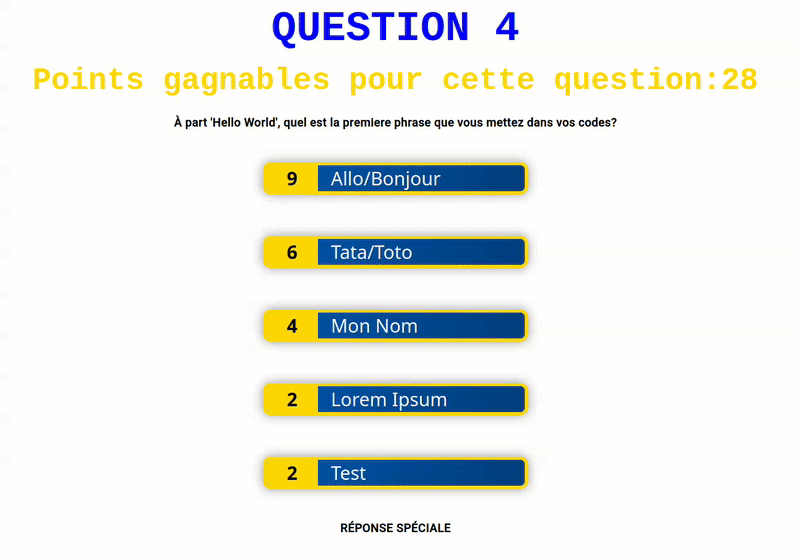 QUESTION 4
Points gagnables pour cette question:28
À part 'Hello World', quel est la premiere phrase que vous mettez dans vos codes?
9 Allo/Bonjour
6 Tata/Toto
4 Mon Nom
2 Lorem Ipsum
2 Test
RÉPONSE SPÉCIALE